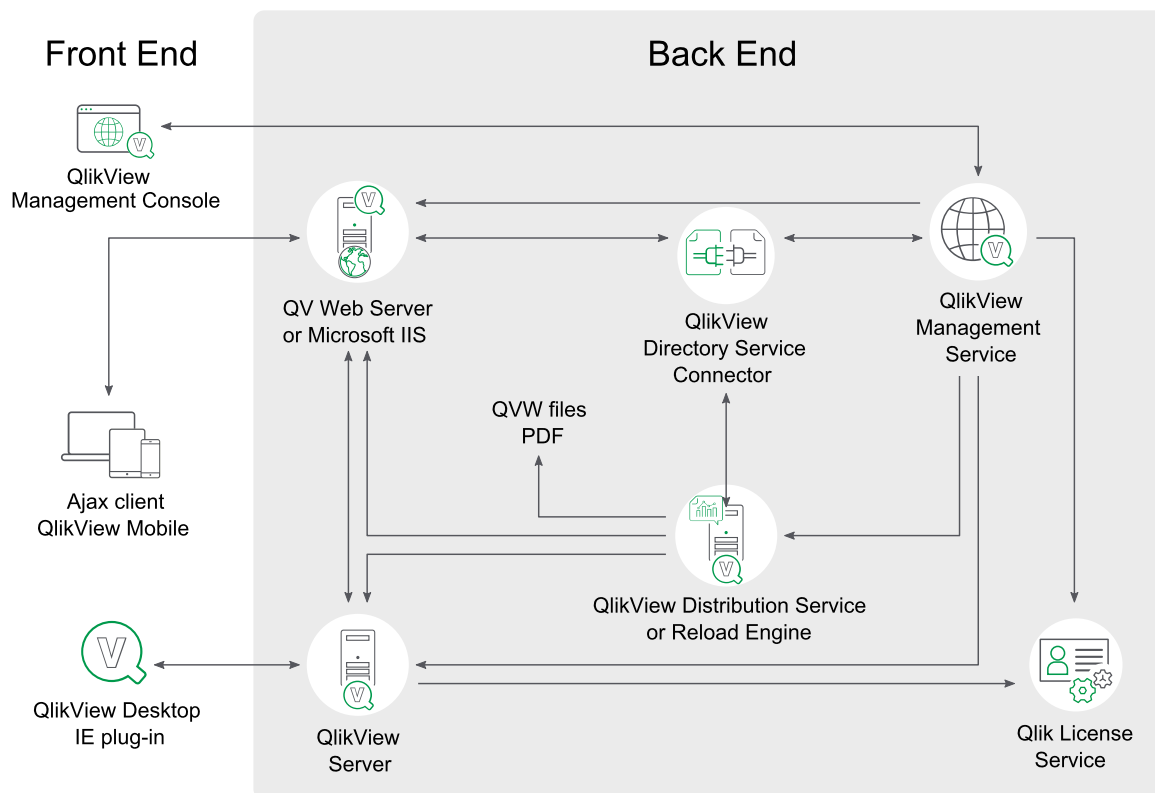 Front End
Back End
QlikView
Management Console
QV Web Server
or Microsoft IIS
QlikView
Directory Service
Connector
QlikView
Management
Service
QVW files
PDF
Ajax client
QlikView Mobile
QlikView Distribution Service
or Reload Engine
QlikView Desktop
IE plug-in
QlikView
Server
Qlik License
Service